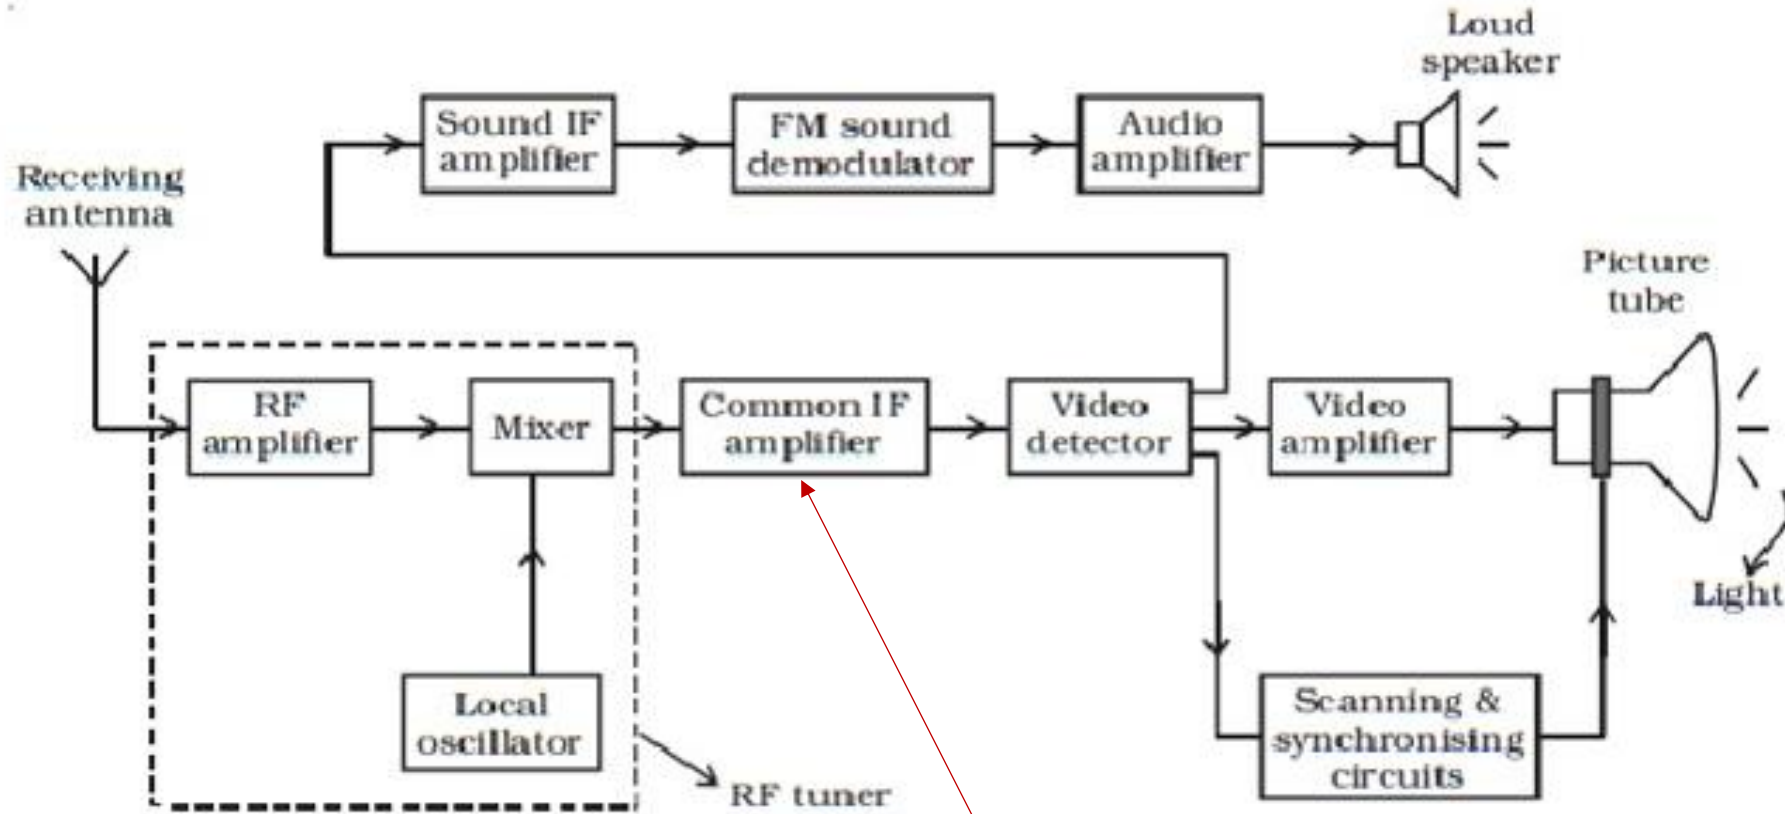 Loud
speaker
Sound IF
amplifier
FM sound
demodulator
Audio
amplifier
Receiving
antenna
Picture
tube
RF
amplifier
Mixer
Common IF
amplifier
Video
detector
Video
amplifier
Light
Local
oscillator
Scanning &
synchronising
circuits
RF tuner